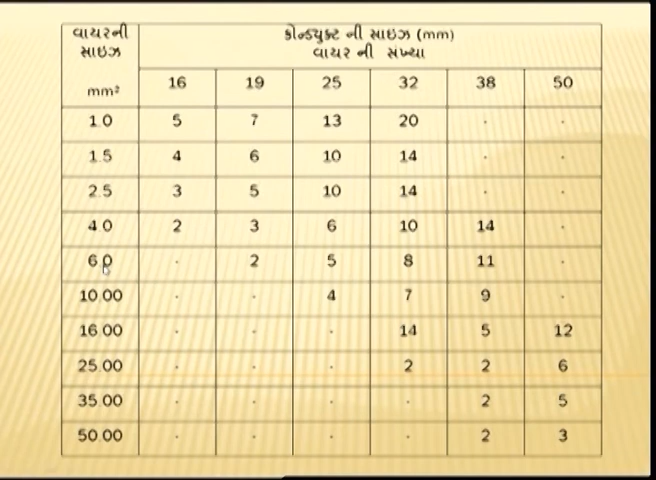 વાયરની સાઇઝ mm² કોન્ડયુક્ટ ની સાઇઝ (mm)
વાયર ની સંખ્યા
16 19 25 32 38 50
1.0 5 7 13 20 . .
1.5 4 6 10 14 . .
2.5 3 5 10 14 . .
4.0 2 3 6 10 14 .
6.0 . 2 5 8 11 .
10.00 . . 4 7 9 .
16.00 . . . 14 5 12
25.00 . . . 2 2 6
35.00 . . . . 2 5
50.00 . . . . 2 3